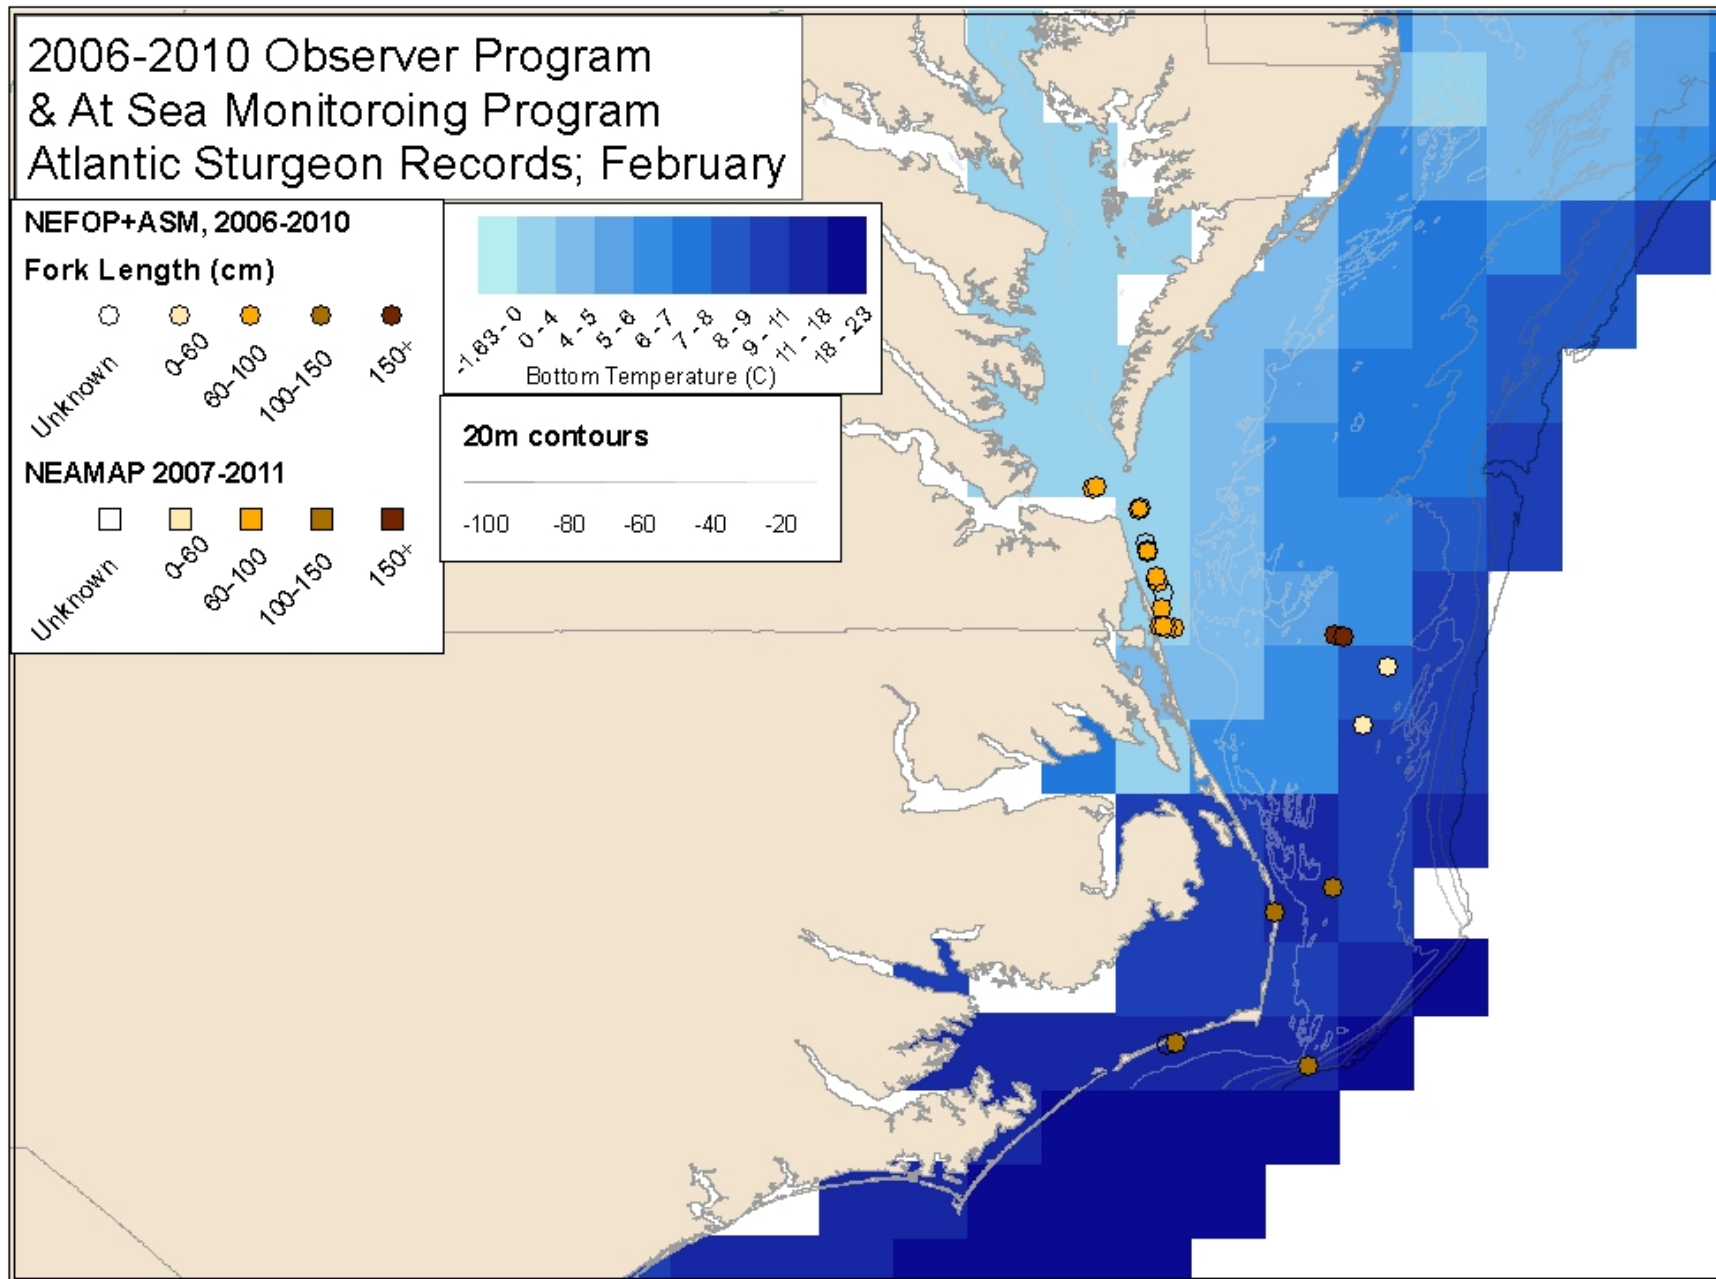 2006-2010 Observer Program
& At Sea Monitoroing Program
Atlantic Sturgeon Records; February
NEFOP+ASM, 2006-2010
Fork Length (cm)
Unknown
0-60
60-100
100-150
150+
NEAMAP 2007-2011
Unknown
0-60
60-100
100-150
150+
-1.63 - 0
0 - 4
4 - 5
5 - 6
6 - 7
7 - 8
8 - 9
9 - 11
11 - 18
18 - 23
Bottom Temperature (C)
20m contours
-100 -80 -60 -40 -20